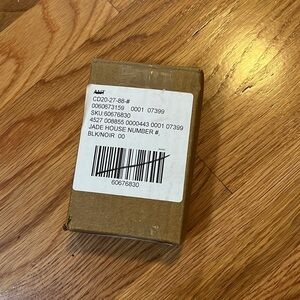 CD20-27-88-#
0060673159 0001 07399
SKU 60676830
4527 008855 0000443 0001 07399
JADE HOUSE NUMBER #,
BLK/NOIR .00
60676830